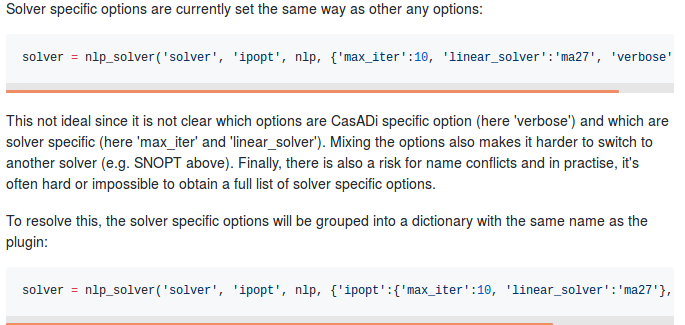 Solver specific options are currently set the same way as other any options:
solver = nlp_solver('solver', 'ipopt', nlp, {'max_iter':10, 'linear_solver':'ma27', 'verbose'
This not ideal since it is not clear which options are CasADi specific option (here 'verbose') and which are
solver specific (here 'max_iter' and 'linear_solver'). Mixing the options also makes it harder to switch to
another solver (e.g. SNOPT above). Finally, there is also a risk for name conflicts and in practise, it's
often hard or impossible to obtain a full list of solver specific options.
To resolve this, the solver specific options will be grouped into a dictionary with the same name as the
plugin:
solver = nlp_solver('solver', 'ipopt', nlp, {'ipopt':{'max_iter':10, 'linear_solver':'ma27'},